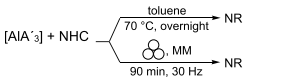 toluene
[AlA´3] + NHC
70 °C, overnight
NR
, MM
90 min, 30 Hz
NR